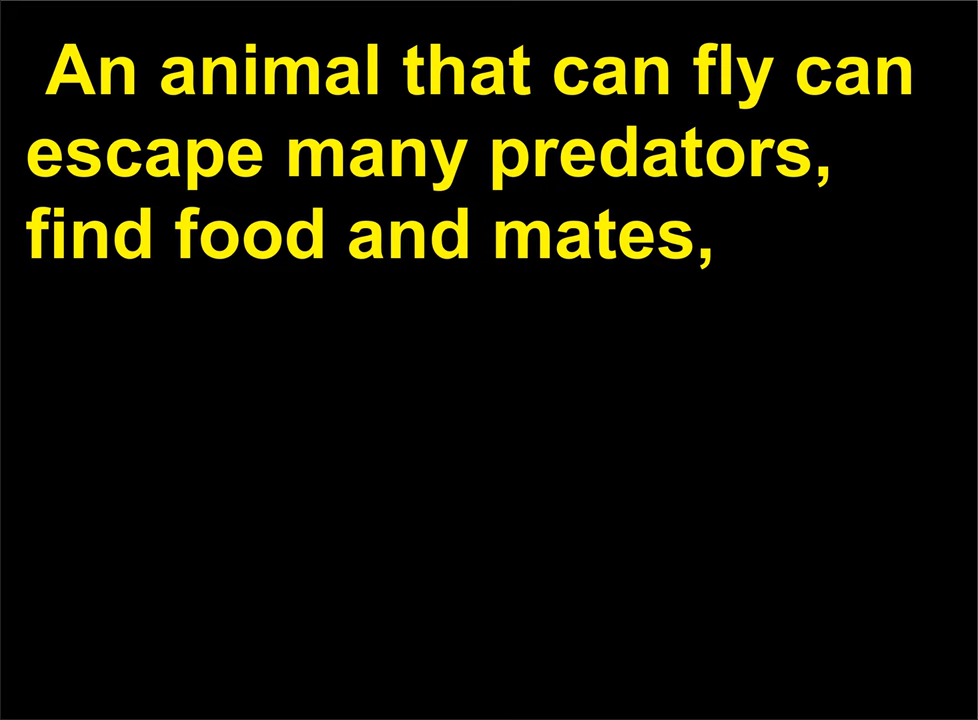 An animal that can fly can
escape many predators,
find food and mates,